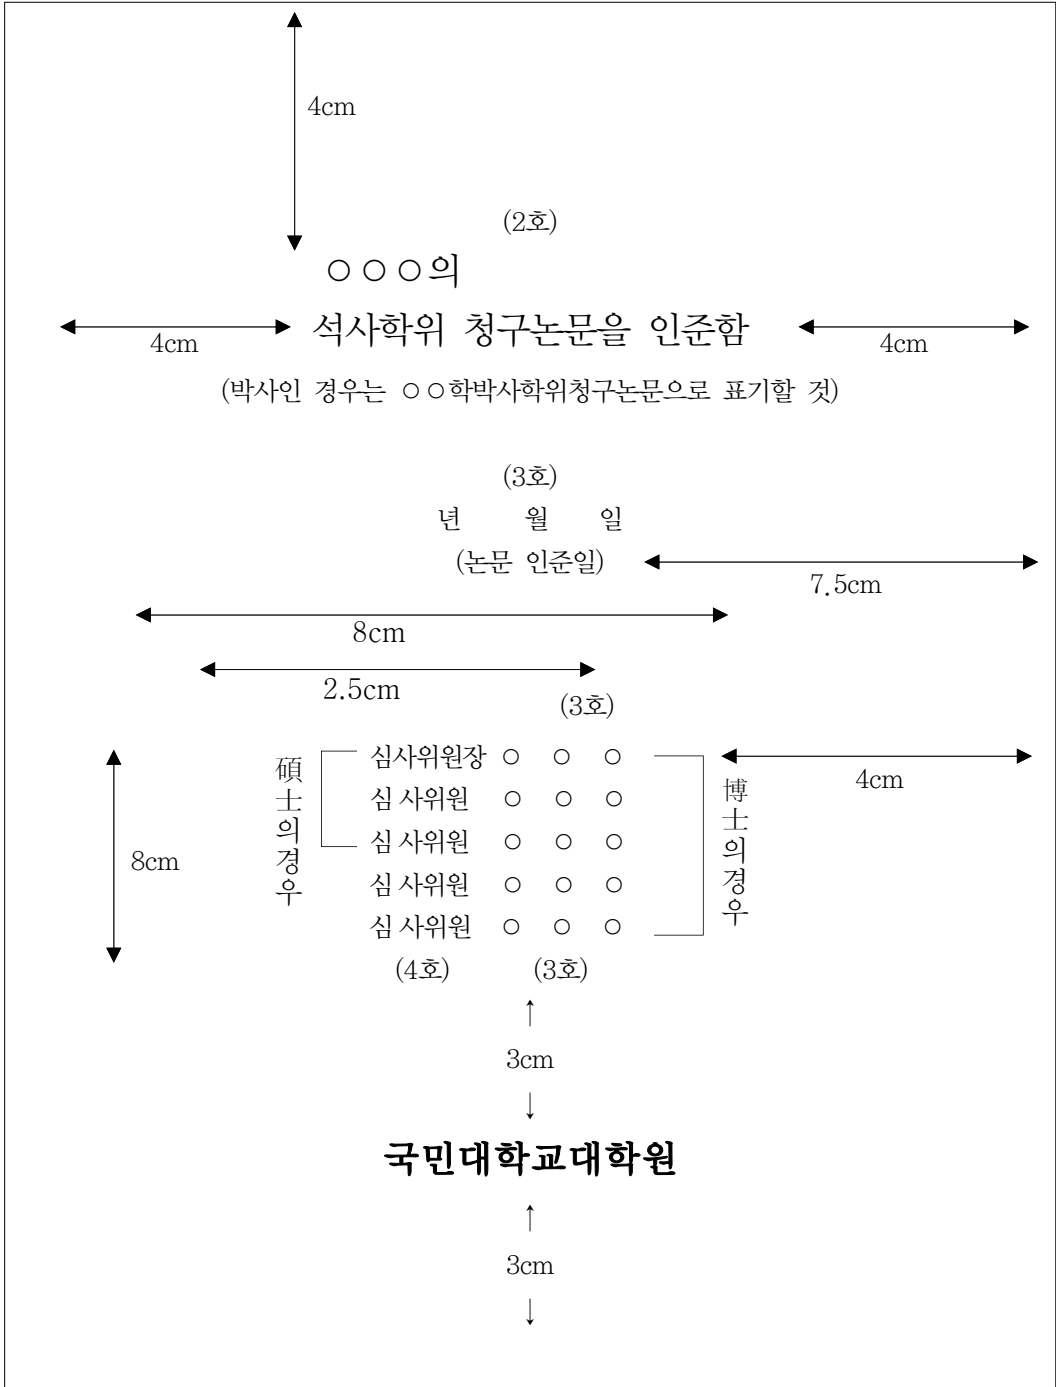 4cm
(2호)
○○○의
4cm 석사학위 청구논문을 인준함 4cm
(박사인 경우는 ○○학박사학위청구논문으로 표기할 것)
(3호)
년 월 일
(논문 인준일)
7.5cm
8cm
2.5cm
(3호)
심사위원장 ○ ○ ○
심 사위원 ○ ○ ○
심 사위원 ○ ○ ○
심 사위원 ○ ○ ○
심 사위원 ○ ○ ○
碩士의경우
博士의경우
4cm
8cm
(4호) (3호)
↑
3cm
↓
국민대학교대학원
↑
3cm
↓